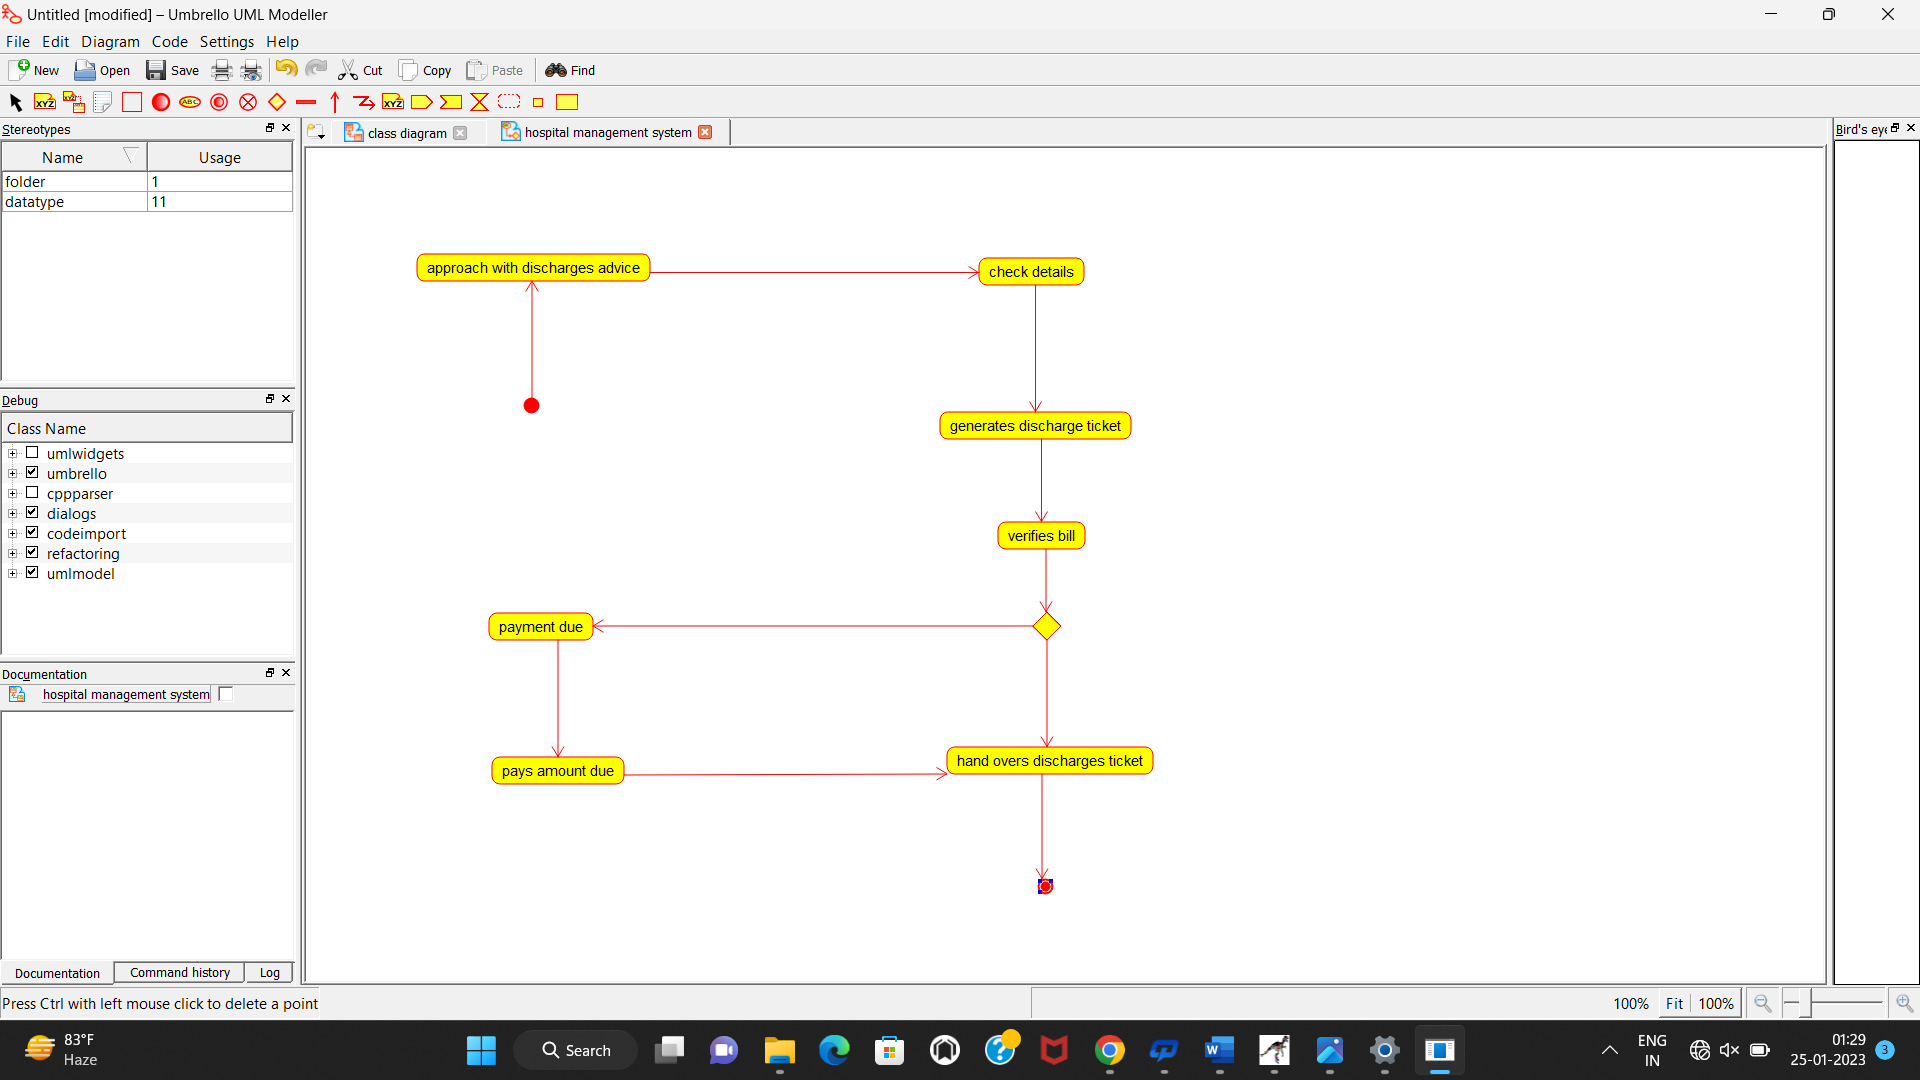 Untitled [modified] – Umbrello UML Modeller
File Edit Diagram Code Settings Help
New Open Save Cut Copy Paste Find
XYZ XYZ ABC XYZ
Stereotypes
Name Usage
folder 1
datatype 11
Debug
Class Name
umlwidgets
umbrello
cppparser
dialogs
codeimport
refactoring
umlmodel
Documentation
hospital management system
Documentation Command history Log
class diagram hospital management system
approach with discharges advice
check details
generates discharge ticket
verifies bill
payment due
pays amount due
hand overs discharges ticket
Bird's eye
Press Ctrl with left mouse click to delete a point
100% Fit 100%
83°F
Haze
Search
ENG
IN
01:29
25-01-2023
3